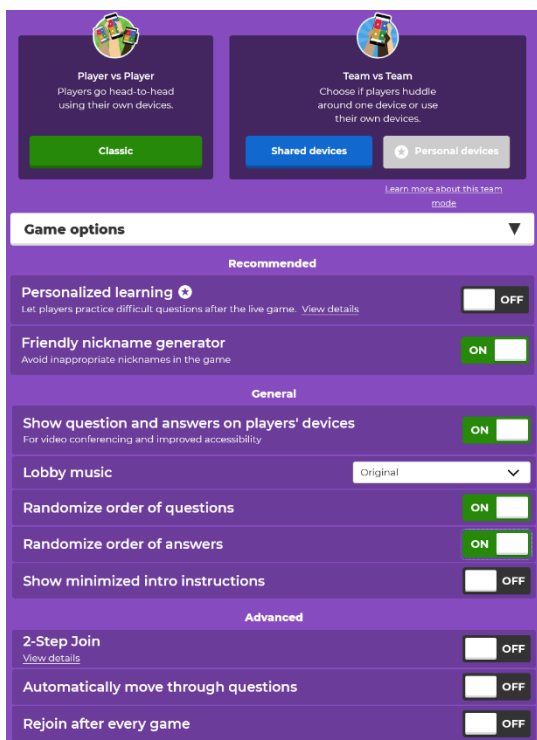 Player vs Player
Players go head-to-head
using their own devices.
Classic
Team vs Team
Choose if players huddle
around one device or use
their own devices.
Shared devices
Personal devices
Learn more about this team
mode
Game options
Recommended
Personalized learning
OFF
Let players practice difficult questions after the live game. View details
Friendly nickname generator
ON
Avoid inappropriate nicknames in the game
General
Show question and answers on players' devices
ON
For video conferencing and improved accessibility
Lobby music
Original
Randomize order of questions
ON
Randomize order of answers
ON
Show minimized intro instructions
OFF
Advanced
2-Step Join
OFF
View details
Automatically move through questions
OFF
Rejoin after every game
OFF